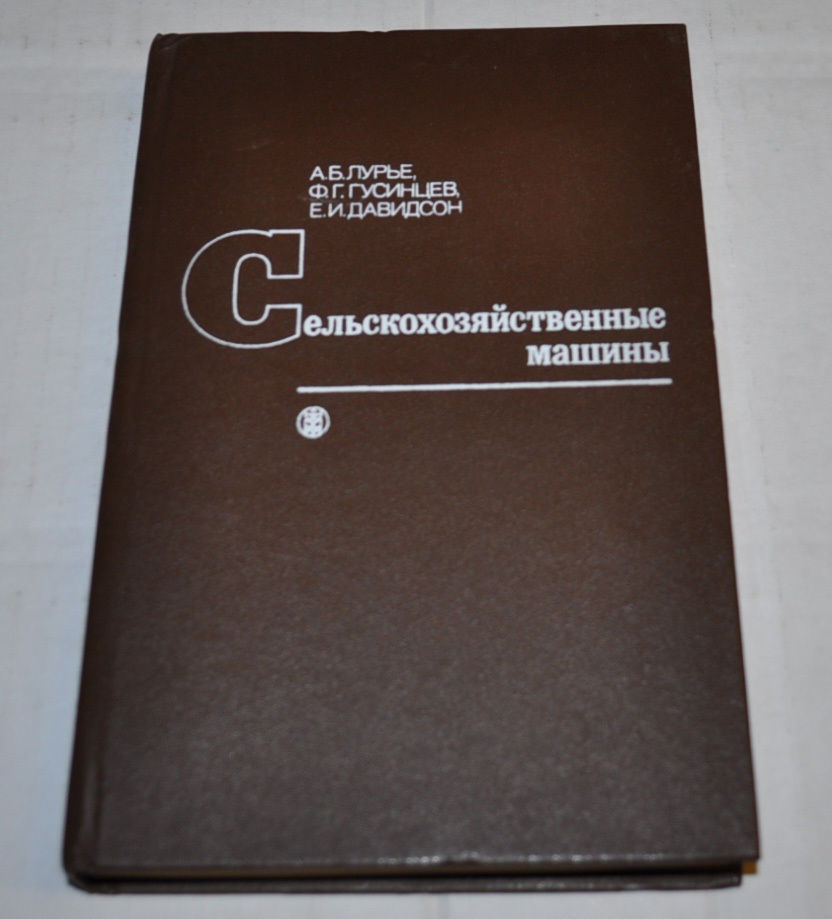 А.Б.ЛУРЬЕ,
Ф.Г.ГУСИНЦЕВ,
Е.И.ДАВИДСОН
Сельскохозяйственные
машины